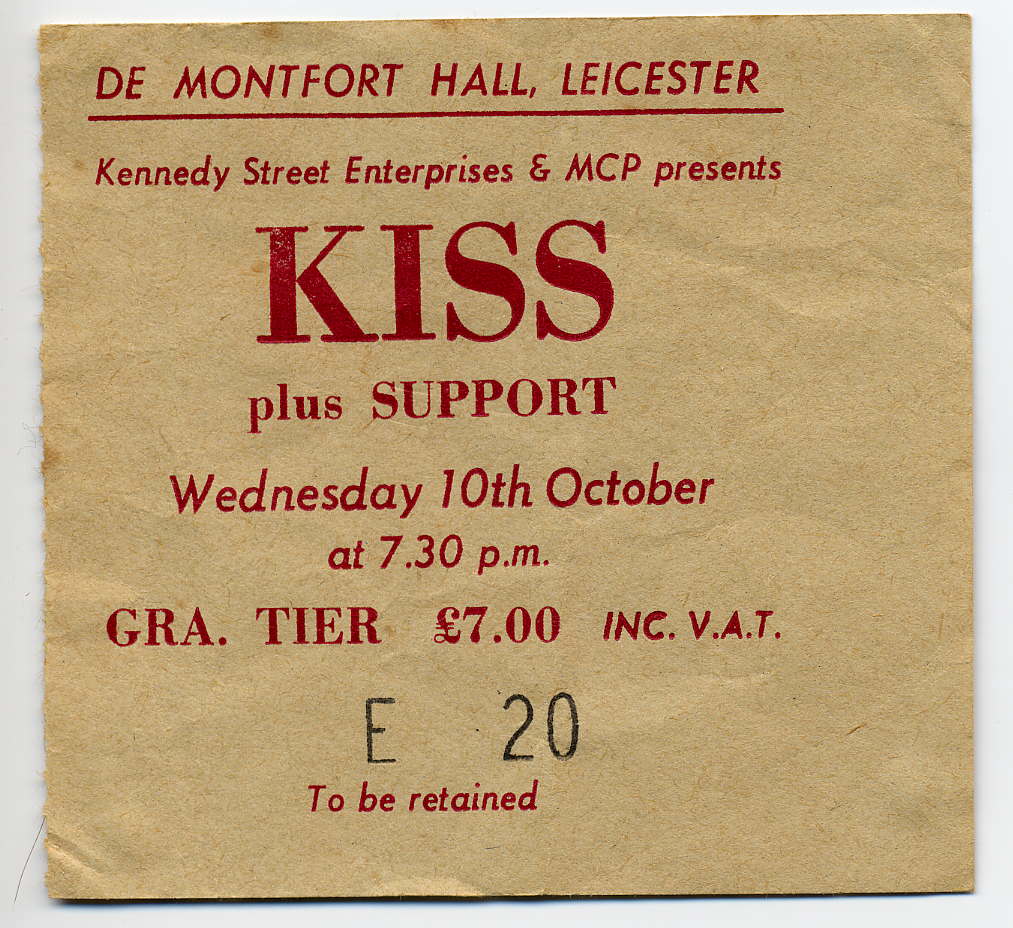 DE MONTFORT HALL, LEICESTER
Kennedy Street Enterprises & MCP presents
KISS
plus SUPPORT
Wednesday 10th October
at 7.30 p.m.
GRA. TIER £7.00 INC. V.A.T.
E 20
To be retained